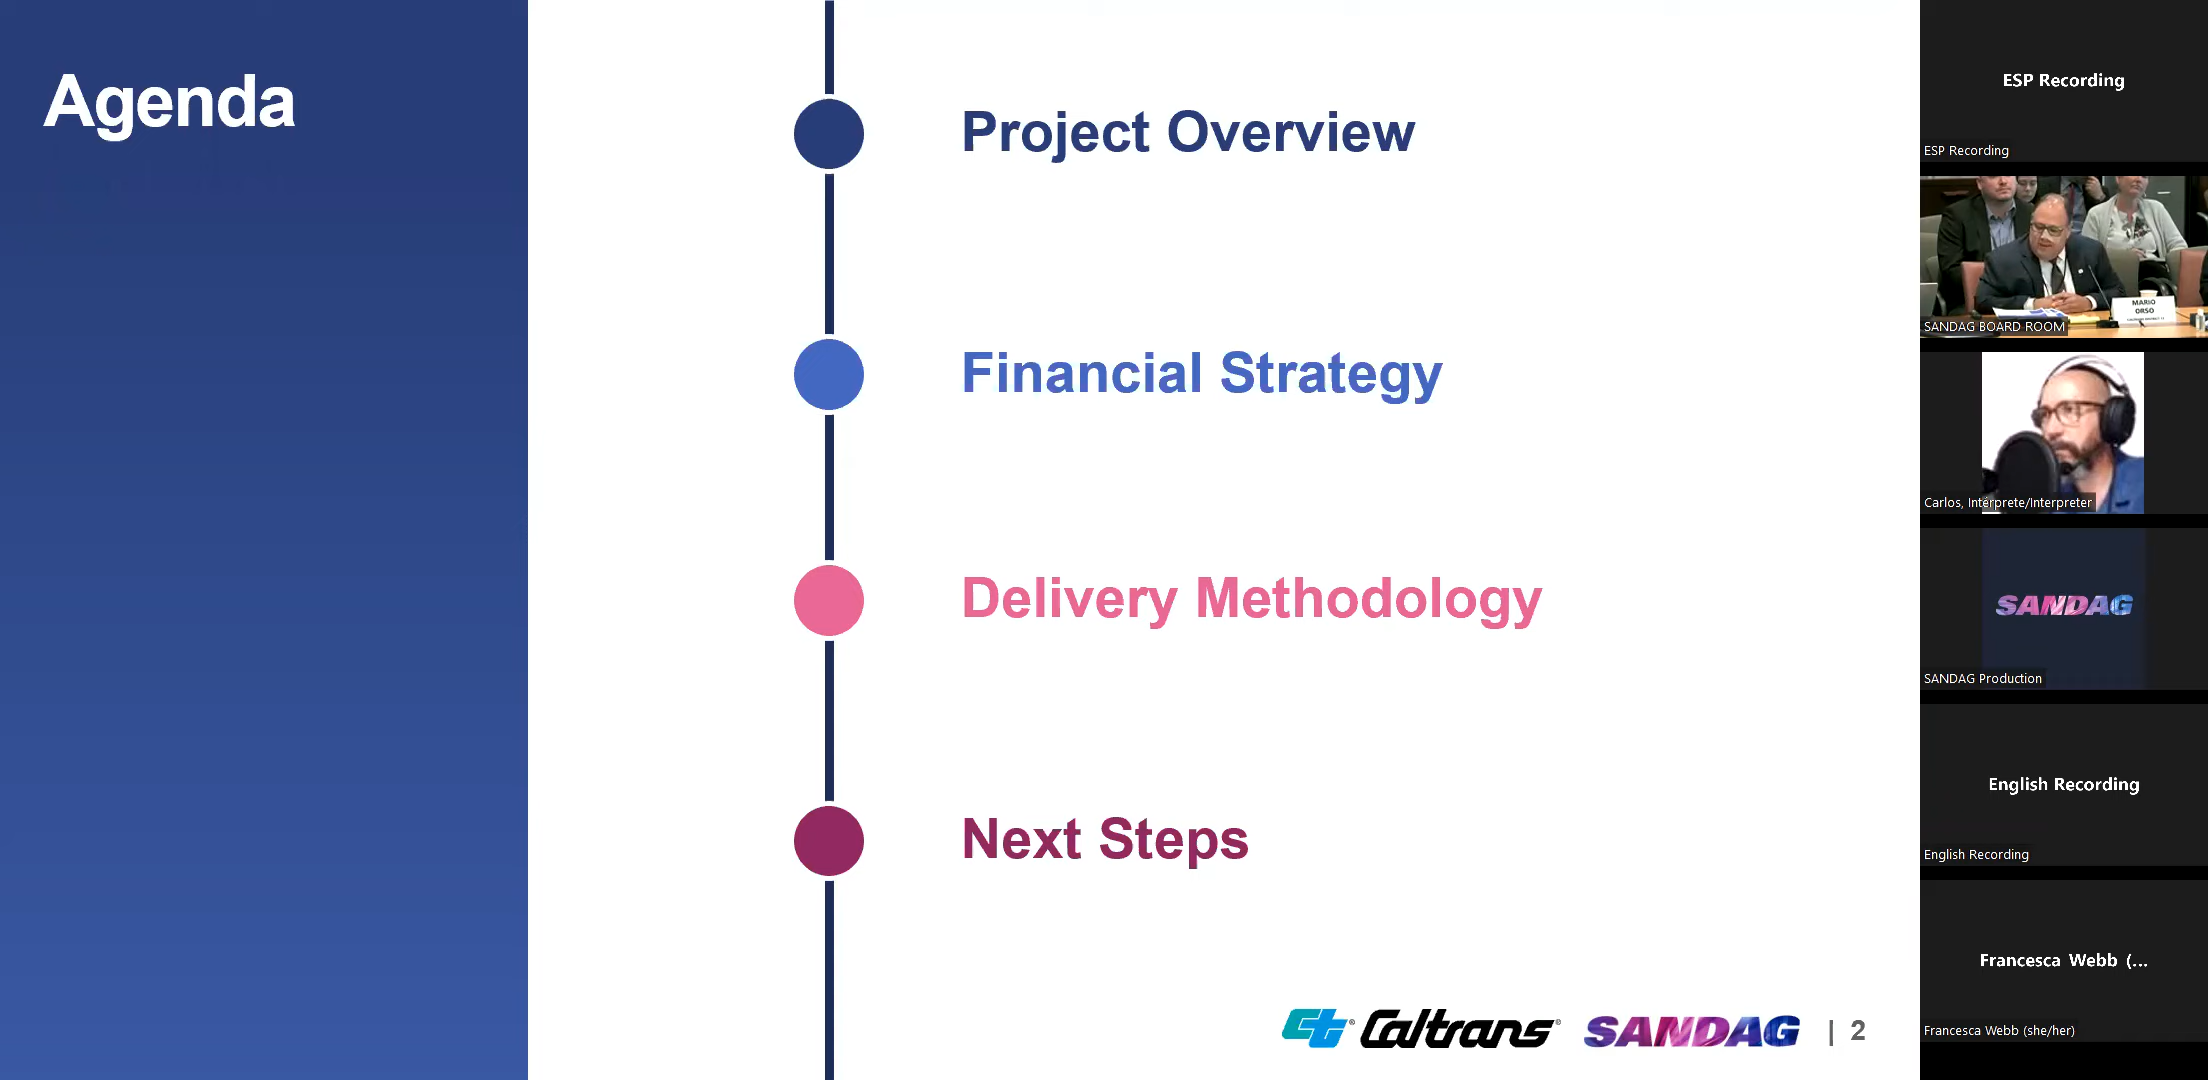 Agenda
Project Overview
Financial Strategy
Delivery Methodology
Next Steps
Caltrans
SANDAG
| 2
ESP Recording
ESP Recording
MARIO
ORSO
SANDAG BOARD ROOM
Carlos, Intérprete/Interpreter
SANDAG
SANDAG Production
English Recording
English Recording
Francesca Webb (...
Francesca Webb (she/her)